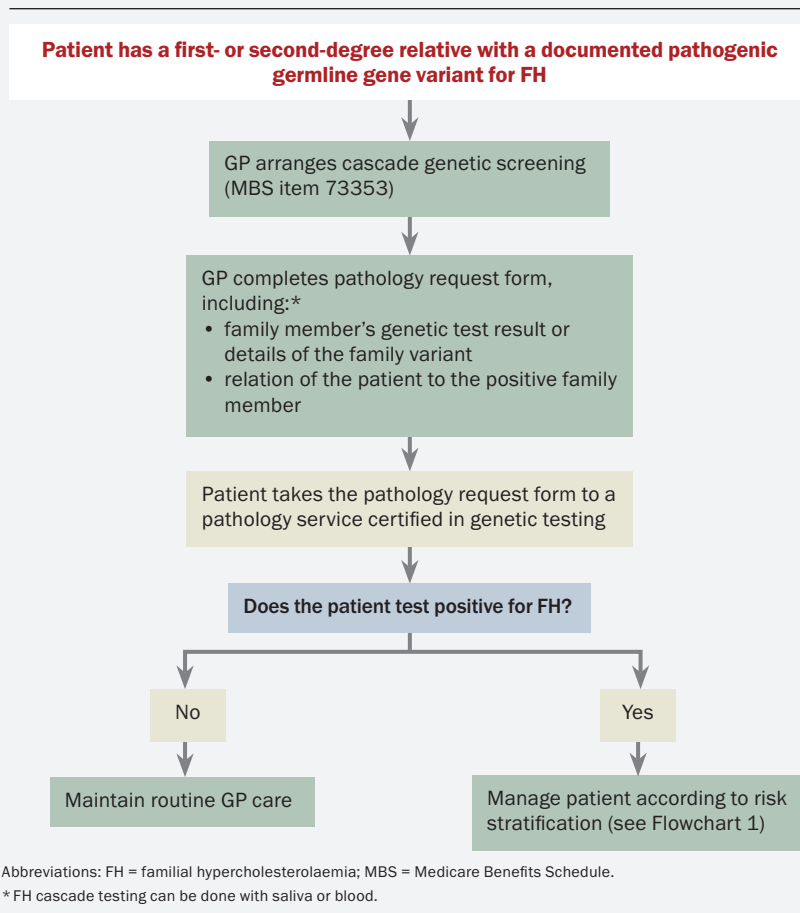 Patient has a first- or second-degree relative with a documented pathogenic
germline gene variant for FH
GP arranges cascade genetic screening
(MBS item 73353)
GP completes pathology request form,
including:*
• family member’s genetic test result or
details of the family variant
• relation of the patient to the positive family
member
Patient takes the pathology request form to a
pathology service certified in genetic testing
Does the patient test positive for FH?
No
Yes
Maintain routine GP care
Manage patient according to risk
stratification (see Flowchart 1)
Abbreviations: FH = familial hypercholesterolaemia; MBS = Medicare Benefits Schedule.
* FH cascade testing can be done with saliva or blood.